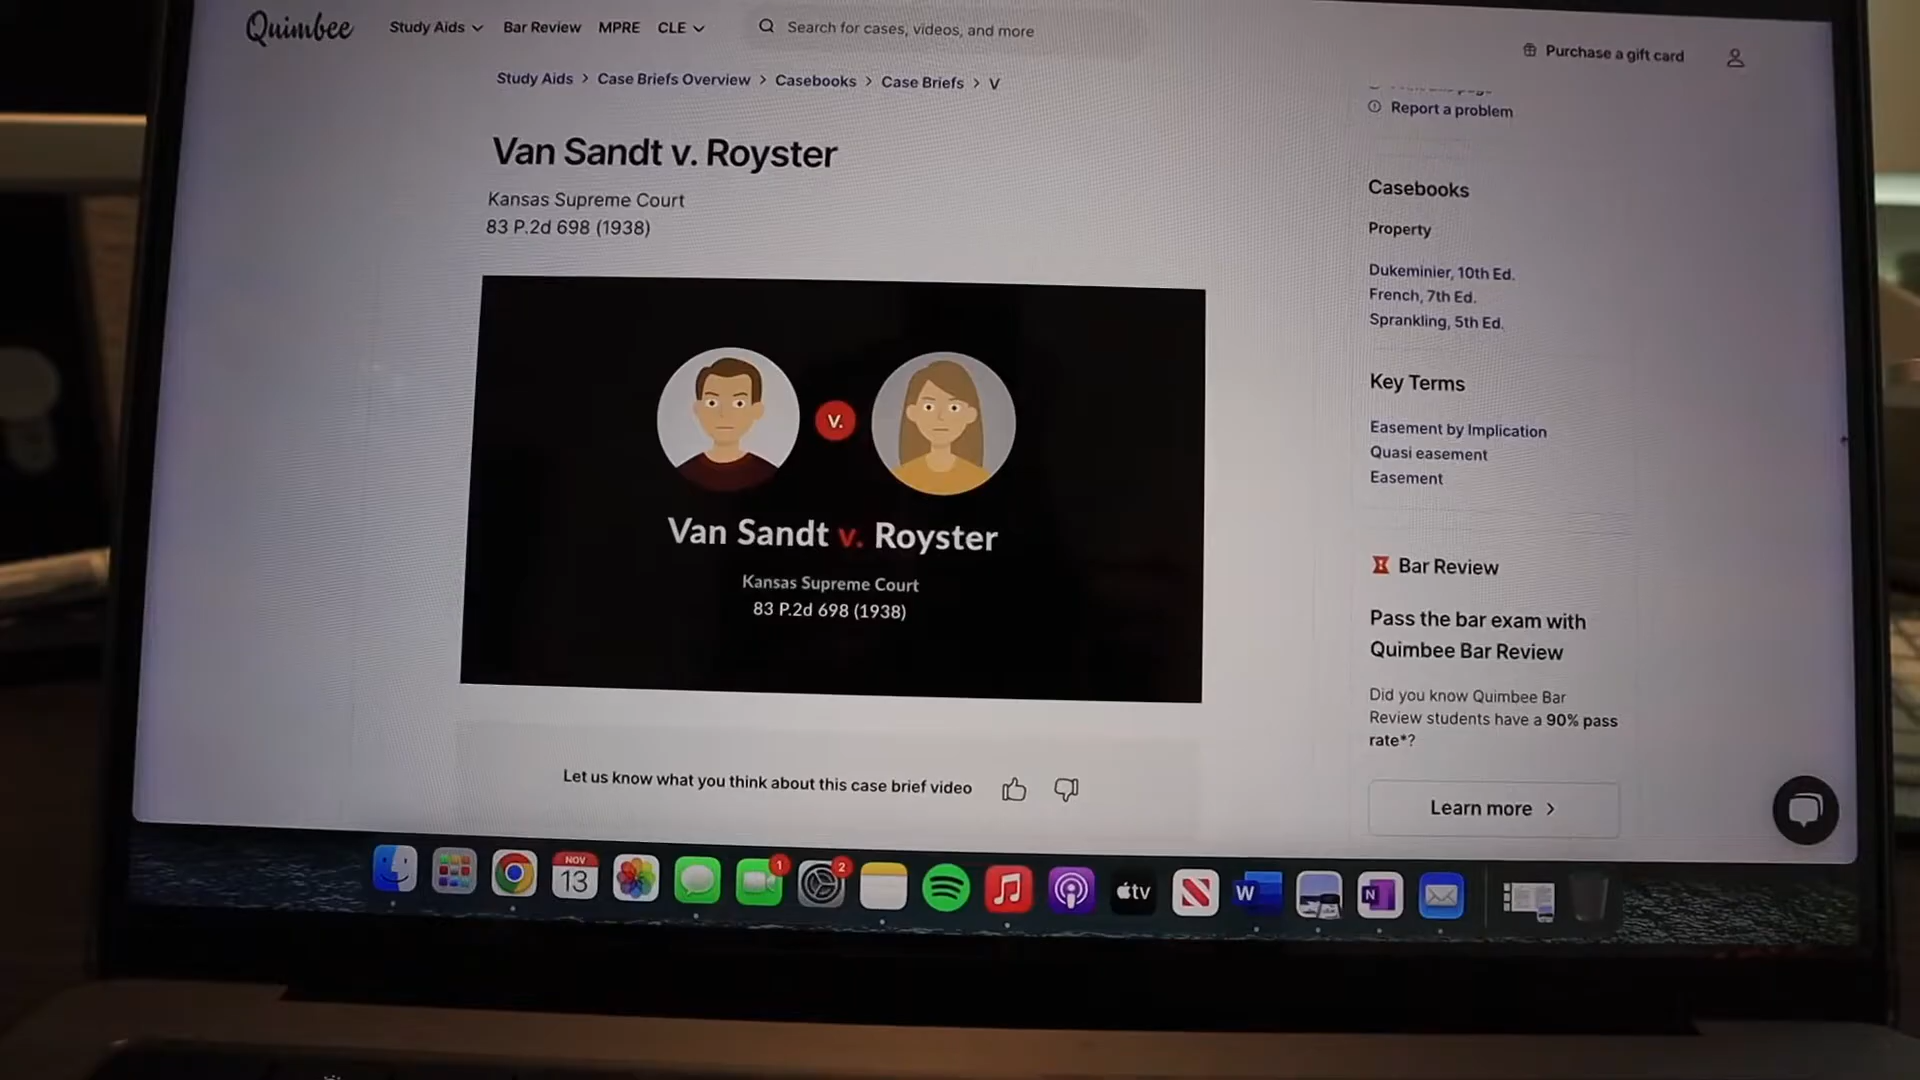 Quimbee
Study Aids
Bar Review
MPRE
CLE
Search for cases, videos, and more
Purchase a gift card
Study Aids > Case Briefs Overview > Casebooks > Case Briefs > V
Report a problem
Van Sandt v. Royster
Kansas Supreme Court
83 P.2d 698 (1938)
v.
Van Sandt v. Royster
Kansas Supreme Court
83 P.2d 698 (1938)
Let us know what you think about this case brief video
Casebooks
Property
Dukeminier, 10th Ed.
French, 7th Ed.
Sprankling, 5th Ed.
Key Terms
Easement by Implication
Quasi easement
Easement
Bar Review
Pass the bar exam with
Quimbee Bar Review
Did you know Quimbee Bar
Review students have a 90% pass
rate*?
Learn more >
NOV
13
1
2
tv
W
N